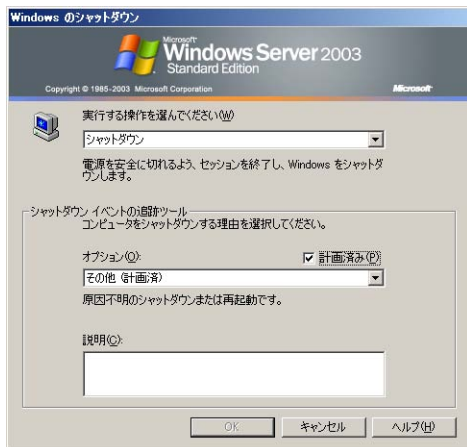 Windows のシャットダウン
Microsoft
Windows Server 2003
Standard Edition
Copyright © 1985-2003 Microsoft Corporation
Microsoft
実行する操作を選んでください(W)
シャットダウン
電源を安全に切れるよう、セッションを終了し、Windows をシャットダ
ウンします。
シャットダウン イベントの追跡ツール
コンピュータをシャットダウンする理由を選択してください。
オプション(O):
計画済み(P)
その他 (計画済)
原因不明のシャットダウンまたは再起動です。
説明(C):
OK
キャンセル
ヘルプ(H)